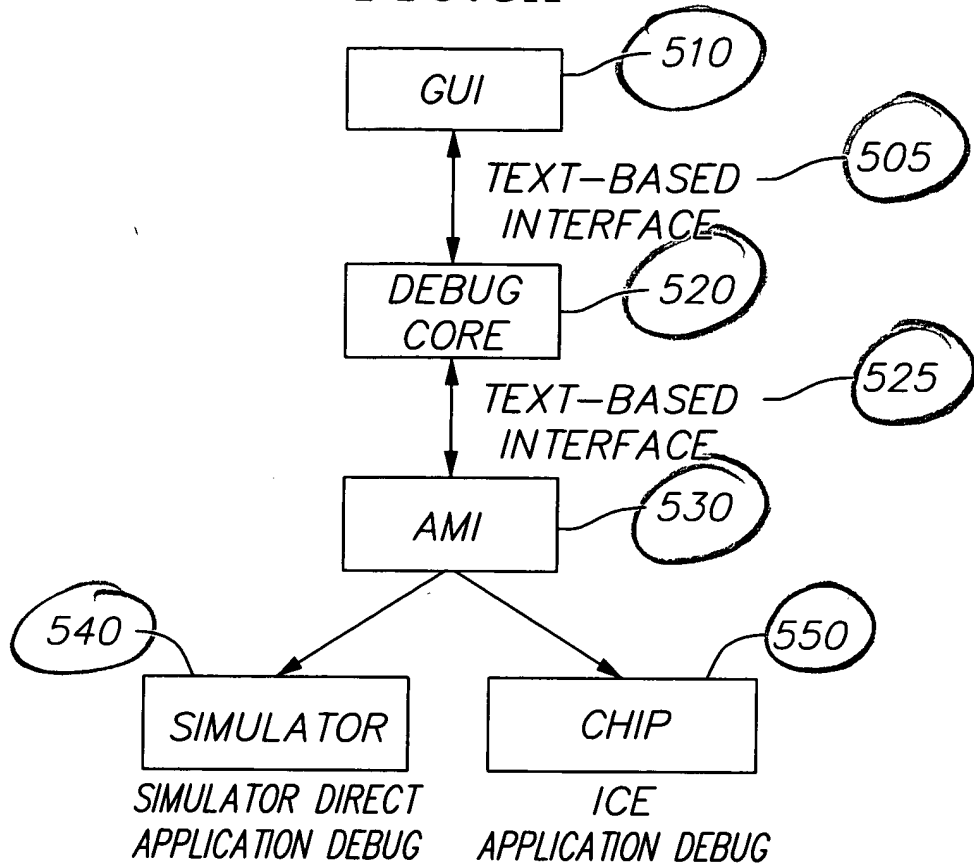 GUI
510
TEXT-BASED
INTERFACE
505
DEBUG
CORE
520
TEXT-BASED
INTERFACE
525
AMI
530
540
550
SIMULATOR
CHIP
SIMULATOR DIRECT
APPLICATION DEBUG
ICE
APPLICATION DEBUG